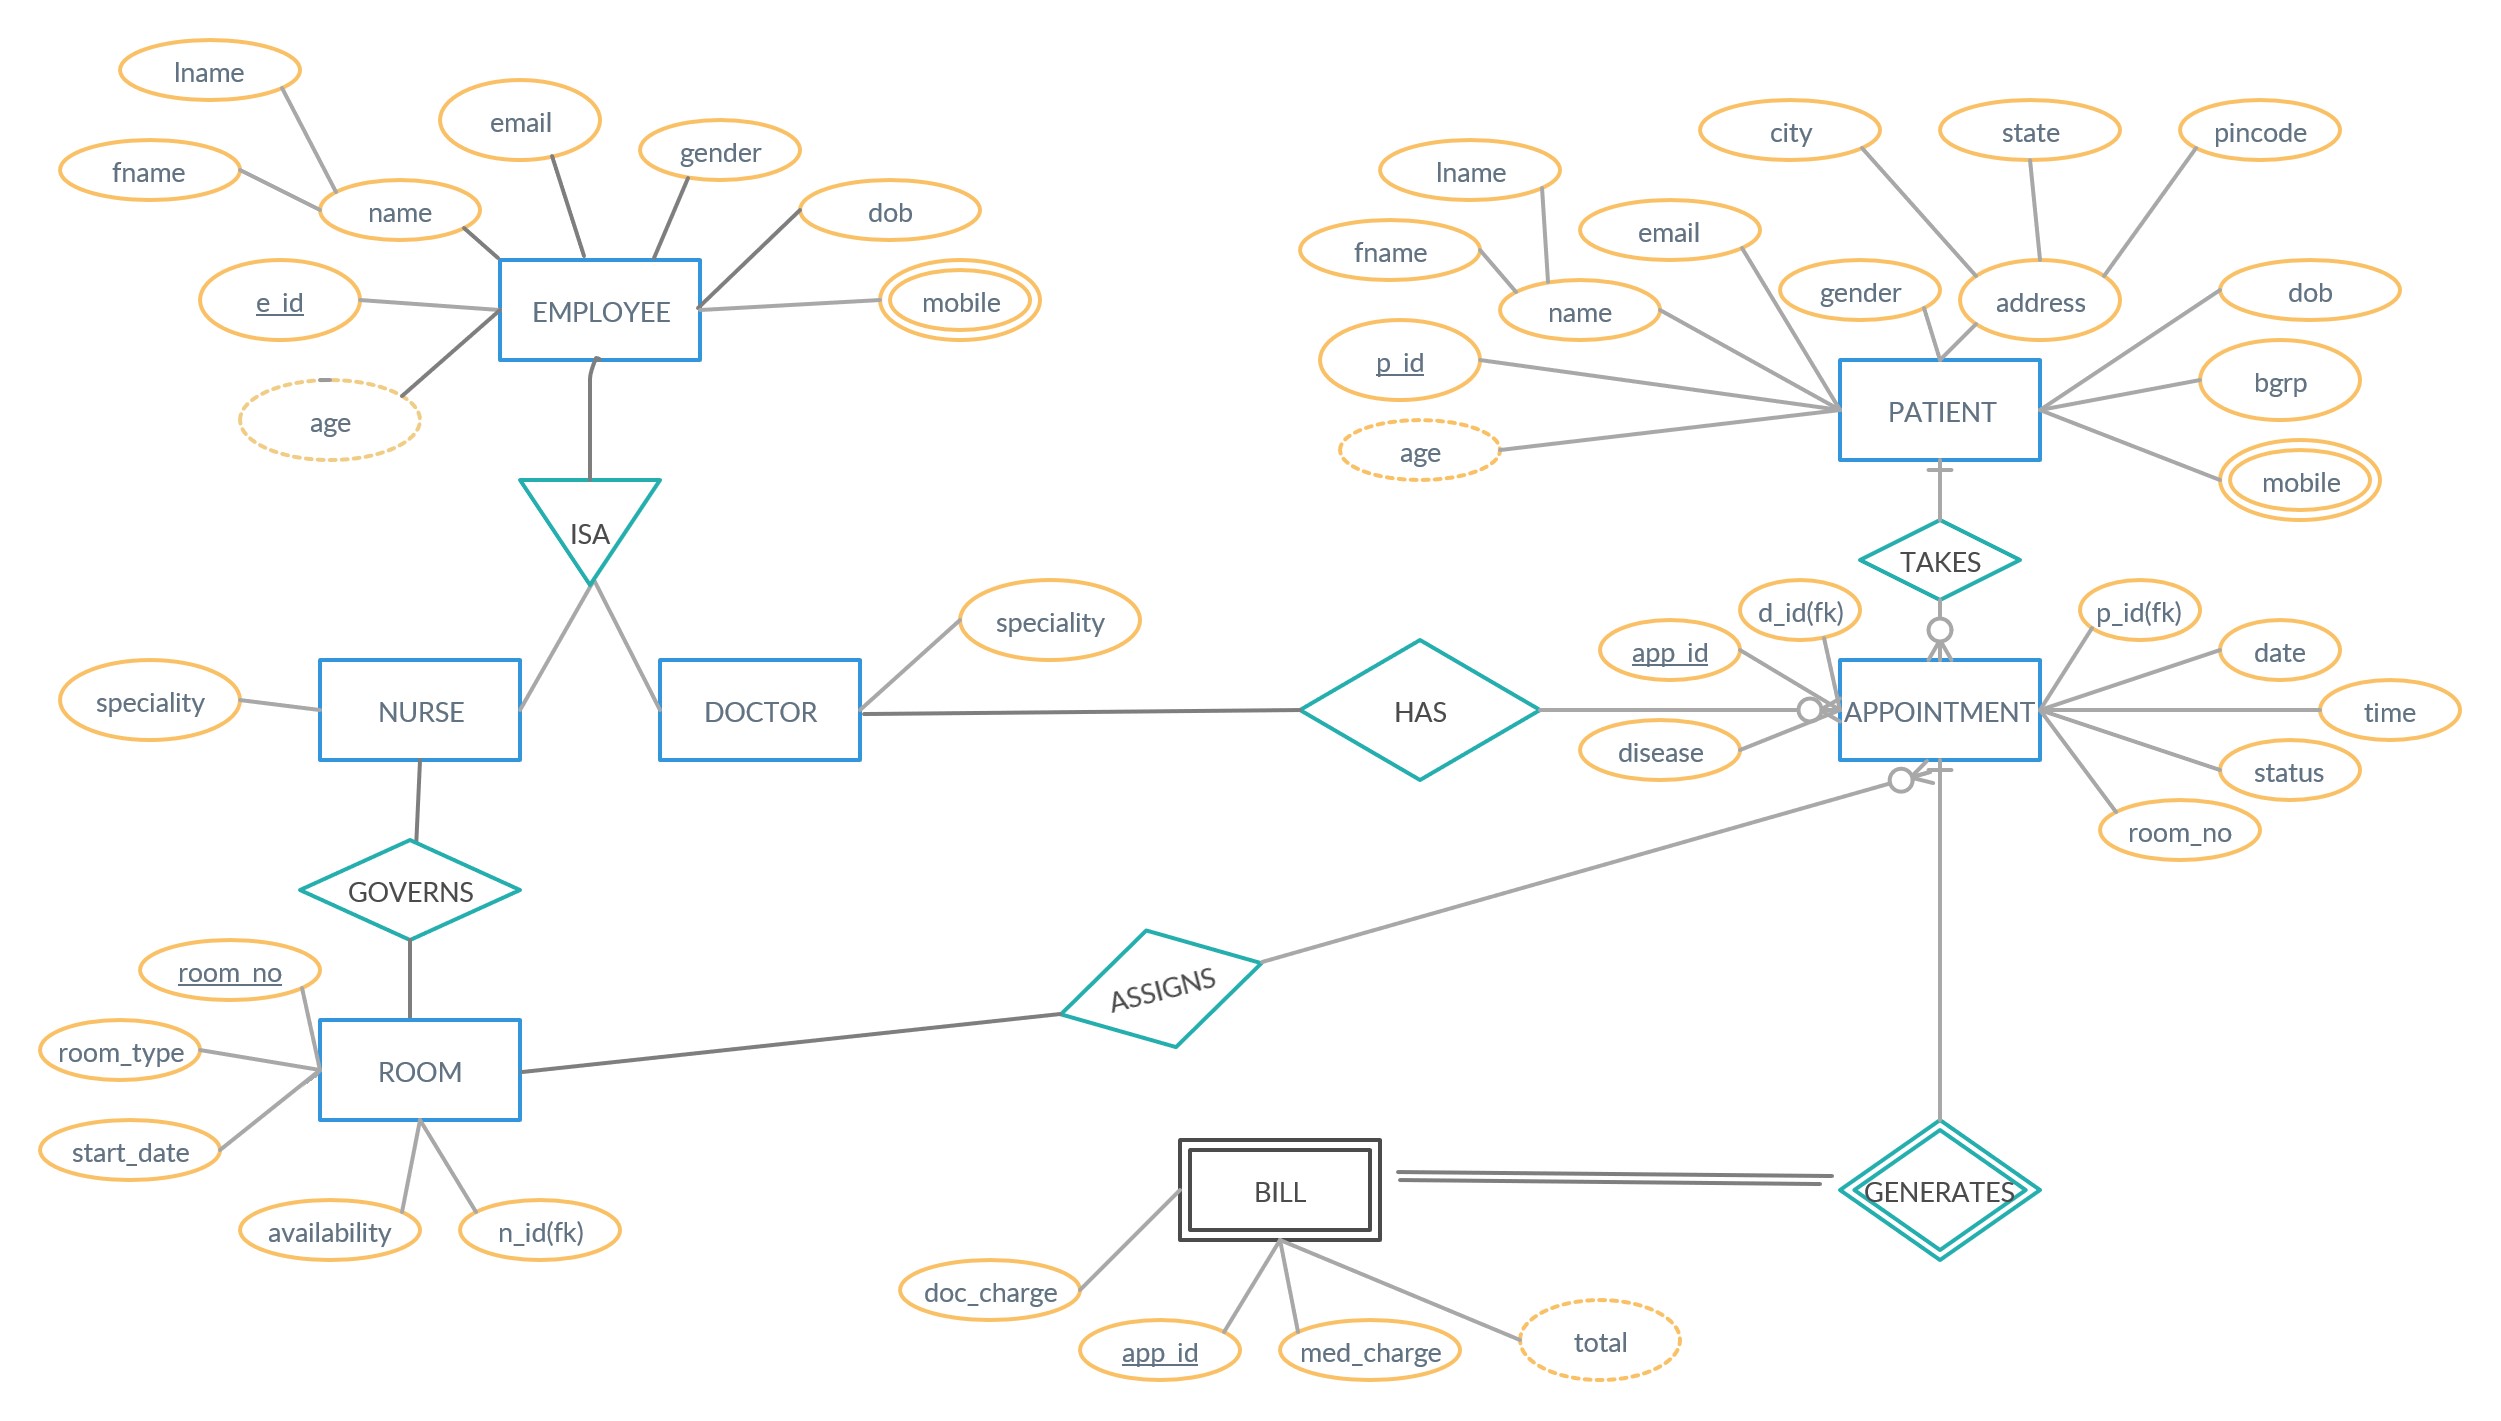 lname
email
fname
gender
name
dob
e_id
EMPLOYEE
mobile
age
ISA
speciality
NURSE
DOCTOR
speciality
HAS
GOVERNS
room_no
room_type
ROOM
start_date
availability
n_id(fk)
ASSIGNS
city
state
pincode
lname
email
fname
gender
address
dob
name
p_id
PATIENT
bgrp
age
mobile
TAKES
d_id(fk)
p_id(fk)
app_id
date
APPOINTMENT
time
disease
status
room_no
BILL
GENERATES
doc_charge
app_id
med_charge
total